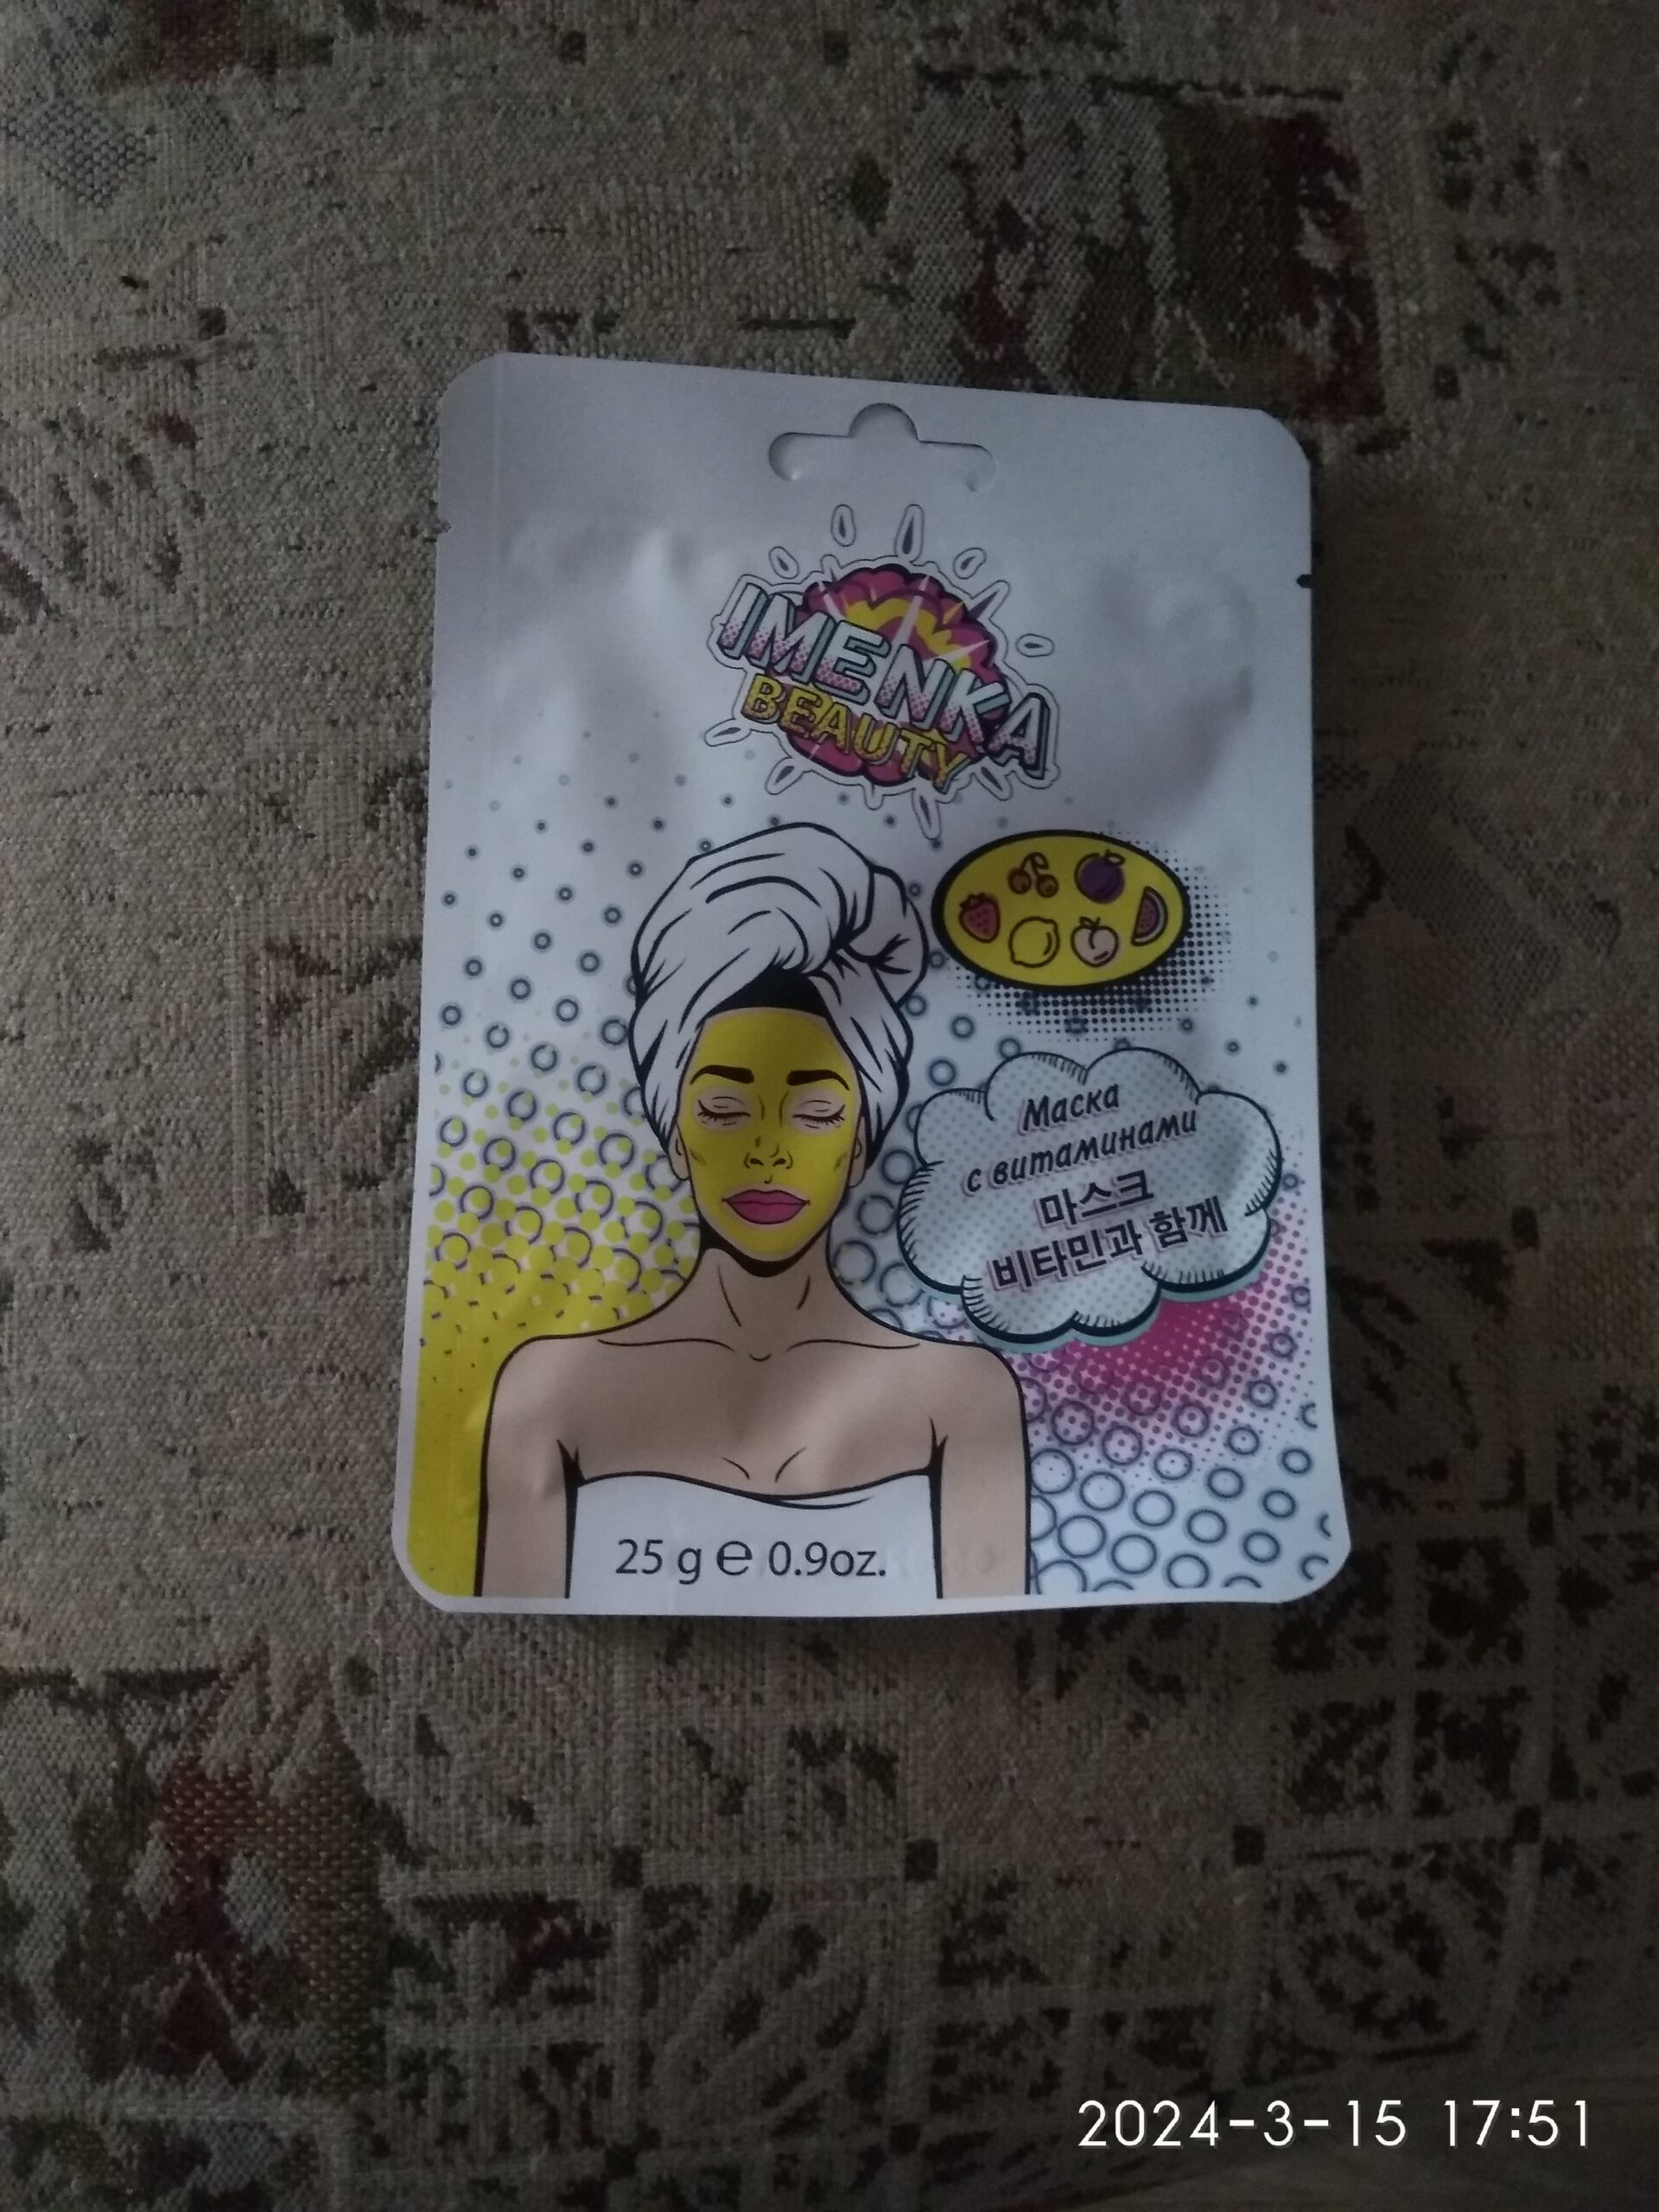 IMENKA
BEAUTY
Маска
с витаминами
마스크
비타민과 함께
25 g ℮ 0.9oz.
2024-3-15 17:51